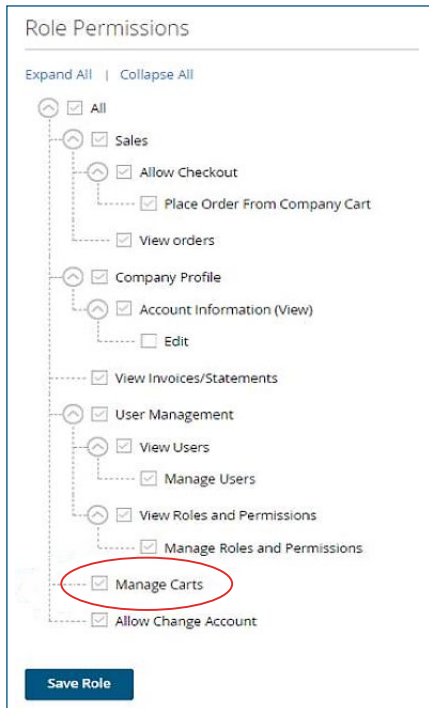 Role Permissions
Expand All | Collapse All
All
Sales
Allow Checkout
Place Order From Company Cart
View orders
Company Profile
Account Information (View)
Edit
View Invoices/Statements
User Management
View Users
Manage Users
View Roles and Permissions
Manage Roles and Permissions
Manage Carts
Allow Change Account
Save Role